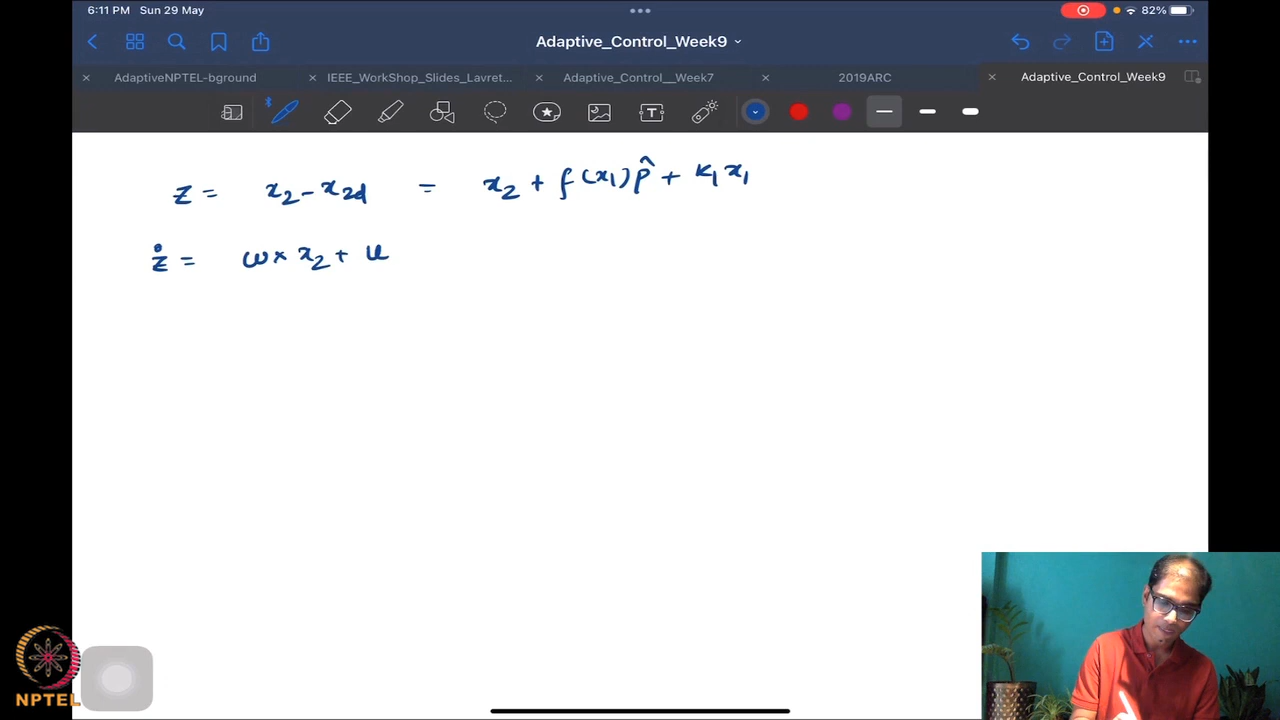 6:11 PM Sun 29 May
82%
Adaptive_Control_Week9
AdaptiveNPTEL-bground
IEEE_WorkShop_Slides_Lavret...
Adaptive_Control__Week7
2019ARC
Adaptive_Control_Week9
z = x₂ - x₂d = x₂ + f(x₁) p̂ + k₁x₁
ż = ω × x₂ + u
NPTEL